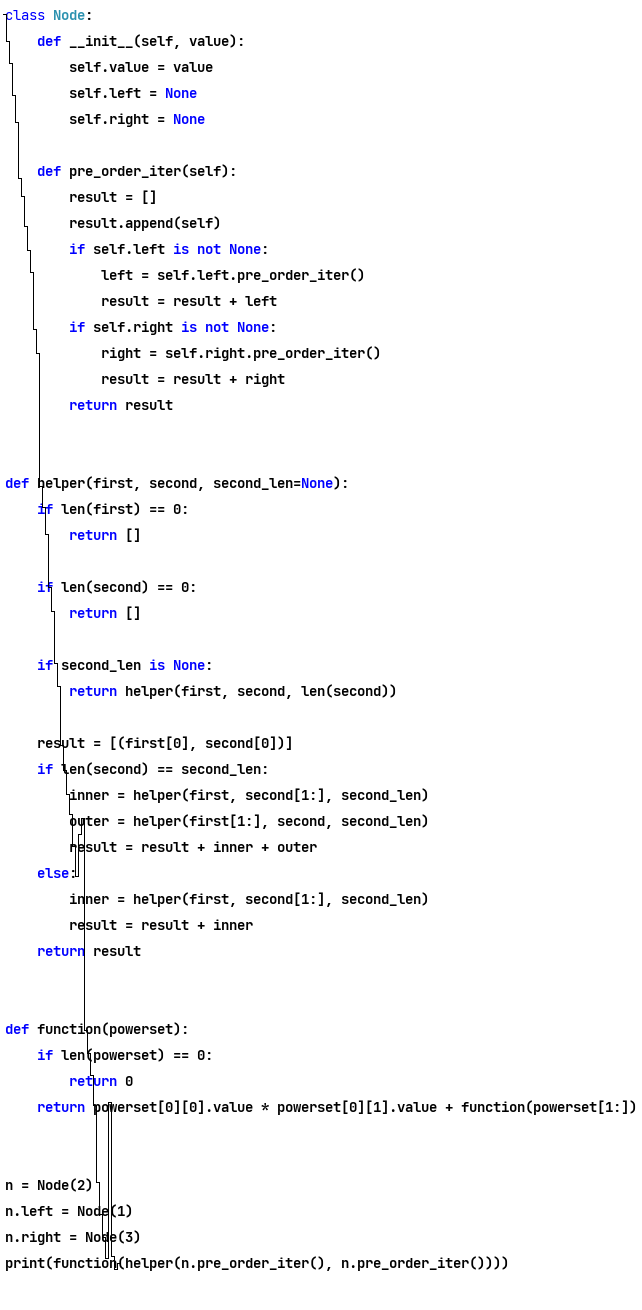 class Node:
    def __init__(self, value):
        self.value = value
        self.left = None
        self.right = None

    def pre_order_iter(self):
        result = []
        result.append(self)
        if self.left is not None:
            left = self.left.pre_order_iter()
            result = result + left
        if self.right is not None:
            right = self.right.pre_order_iter()
            result = result + right
        return result


def helper(first, second, second_len=None):
    if len(first) == 0:
        return []

    if len(second) == 0:
        return []

    if second_len is None:
        return helper(first, second, len(second))

    result = [(first[0], second[0])]
    if len(second) == second_len:
        inner = helper(first, second[1:], second_len)
        outer = helper(first[1:], second, second_len)
        result = result + inner + outer
    else:
        inner = helper(first, second[1:], second_len)
        result = result + inner
    return result


def function(powerset):
    if len(powerset) == 0:
        return 0
    return powerset[0][0].value * powerset[0][1].value + function(powerset[1:])


n = Node(2)
n.left = Node(1)
n.right = Node(3)
print(function(helper(n.pre_order_iter(), n.pre_order_iter())))